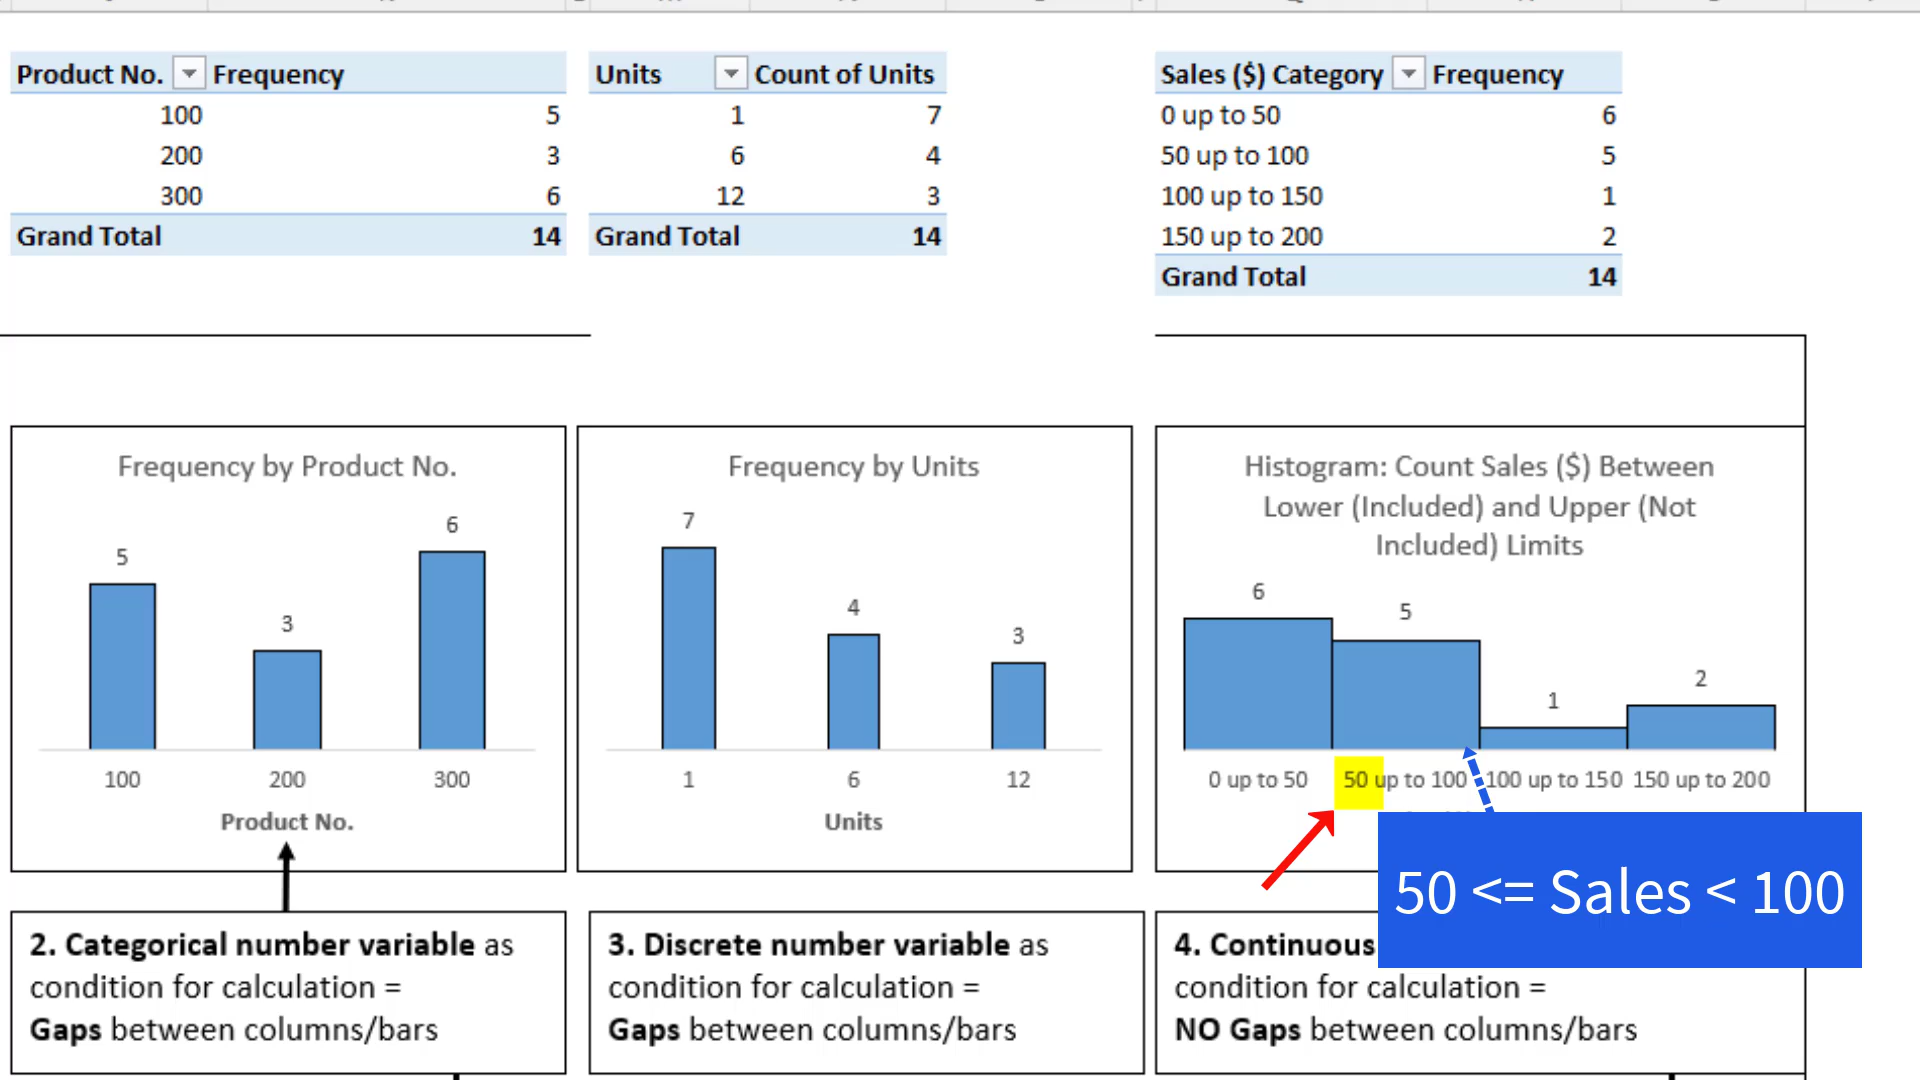 Product No. Frequency
100 5
200 3
300 6
Grand Total 14
Units Count of Units
1 7
6 4
12 3
Grand Total 14
Sales ($) Category Frequency
0 up to 50 6
50 up to 100 5
100 up to 150 1
150 up to 200 2
Grand Total 14
Frequency by Product No.
5
3
6
100 200 300
Product No.
Frequency by Units
7
4
3
1 6 12
Units
Histogram: Count Sales ($) Between
Lower (Included) and Upper (Not
Included) Limits
6
5
1
2
0 up to 50 50 up to 100 100 up to 150 150 up to 200
50 <= Sales < 100
2. Categorical number variable as
condition for calculation =
Gaps between columns/bars
3. Discrete number variable as
condition for calculation =
Gaps between columns/bars
4. Continuous
condition for calculation =
NO Gaps between columns/bars